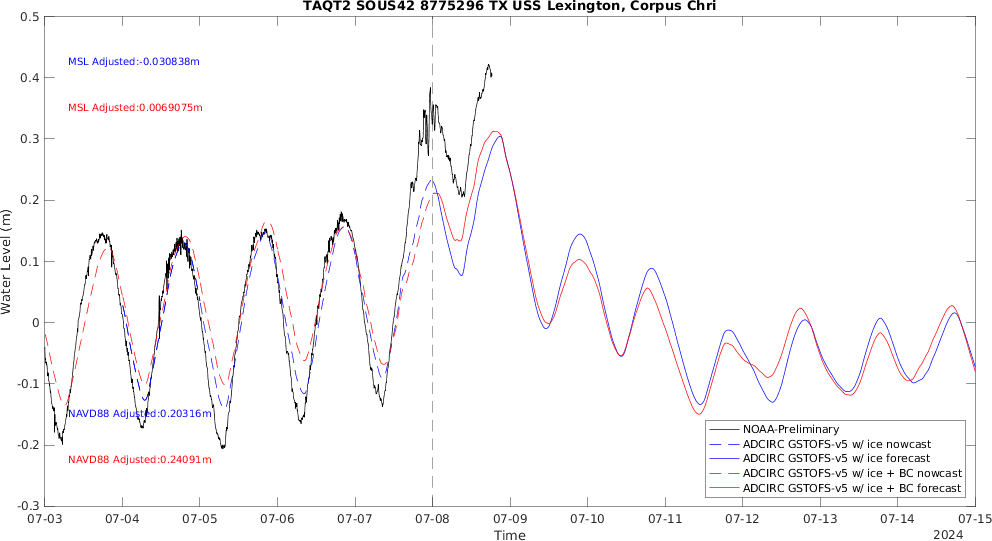 TAQT2 SOUS42 8775296 TX USS Lexington, Corpus Chri
0.5
0.4
0.3
0.2
0.1
0
-0.1
-0.2
-0.3
Water Level (m)
MSL Adjusted:-0.030838m
MSL Adjusted:0.0069075m
NAVD88 Adjusted:0.20316m
NAVD88 Adjusted:0.24091m
NOAA-Preliminary
ADCIRC GSTOFS-v5 w/ ice nowcast
ADCIRC GSTOFS-v5 w/ ice forecast
ADCIRC GSTOFS-v5 w/ ice + BC nowcast
ADCIRC GSTOFS-v5 w/ ice + BC forecast
07-03 07-04 07-05 07-06 07-07 07-08 07-09 07-10 07-11 07-12 07-13 07-14 07-15
Time
2024